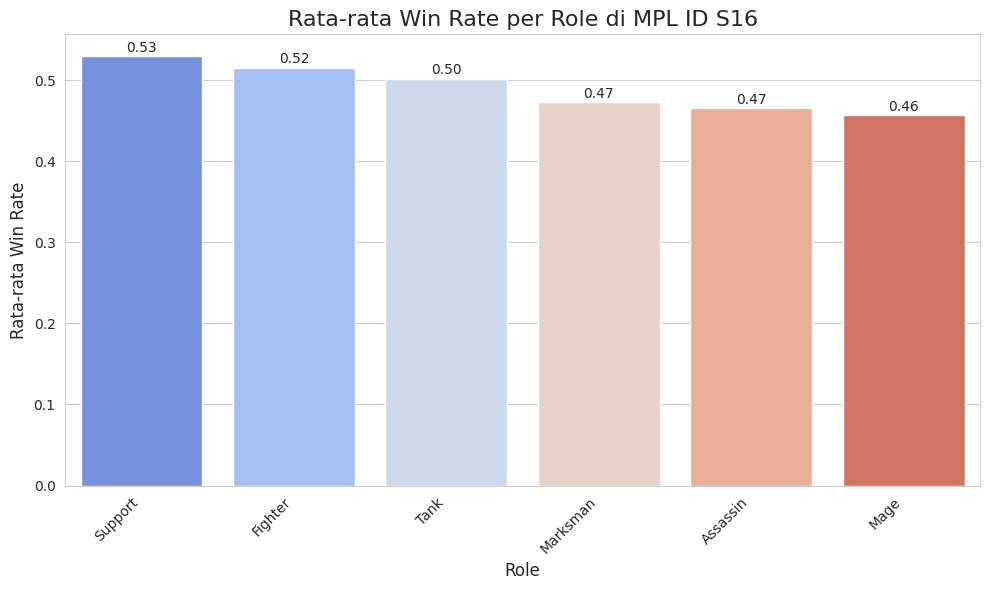 Rata-rata Win Rate per Role di MPL ID S16
Rata-rata Win Rate
0.5
0.4
0.3
0.2
0.1
0.0
0.53
0.52
0.50
0.47
0.47
0.46
Support
Fighter
Tank
Marksman
Assassin
Mage
Role